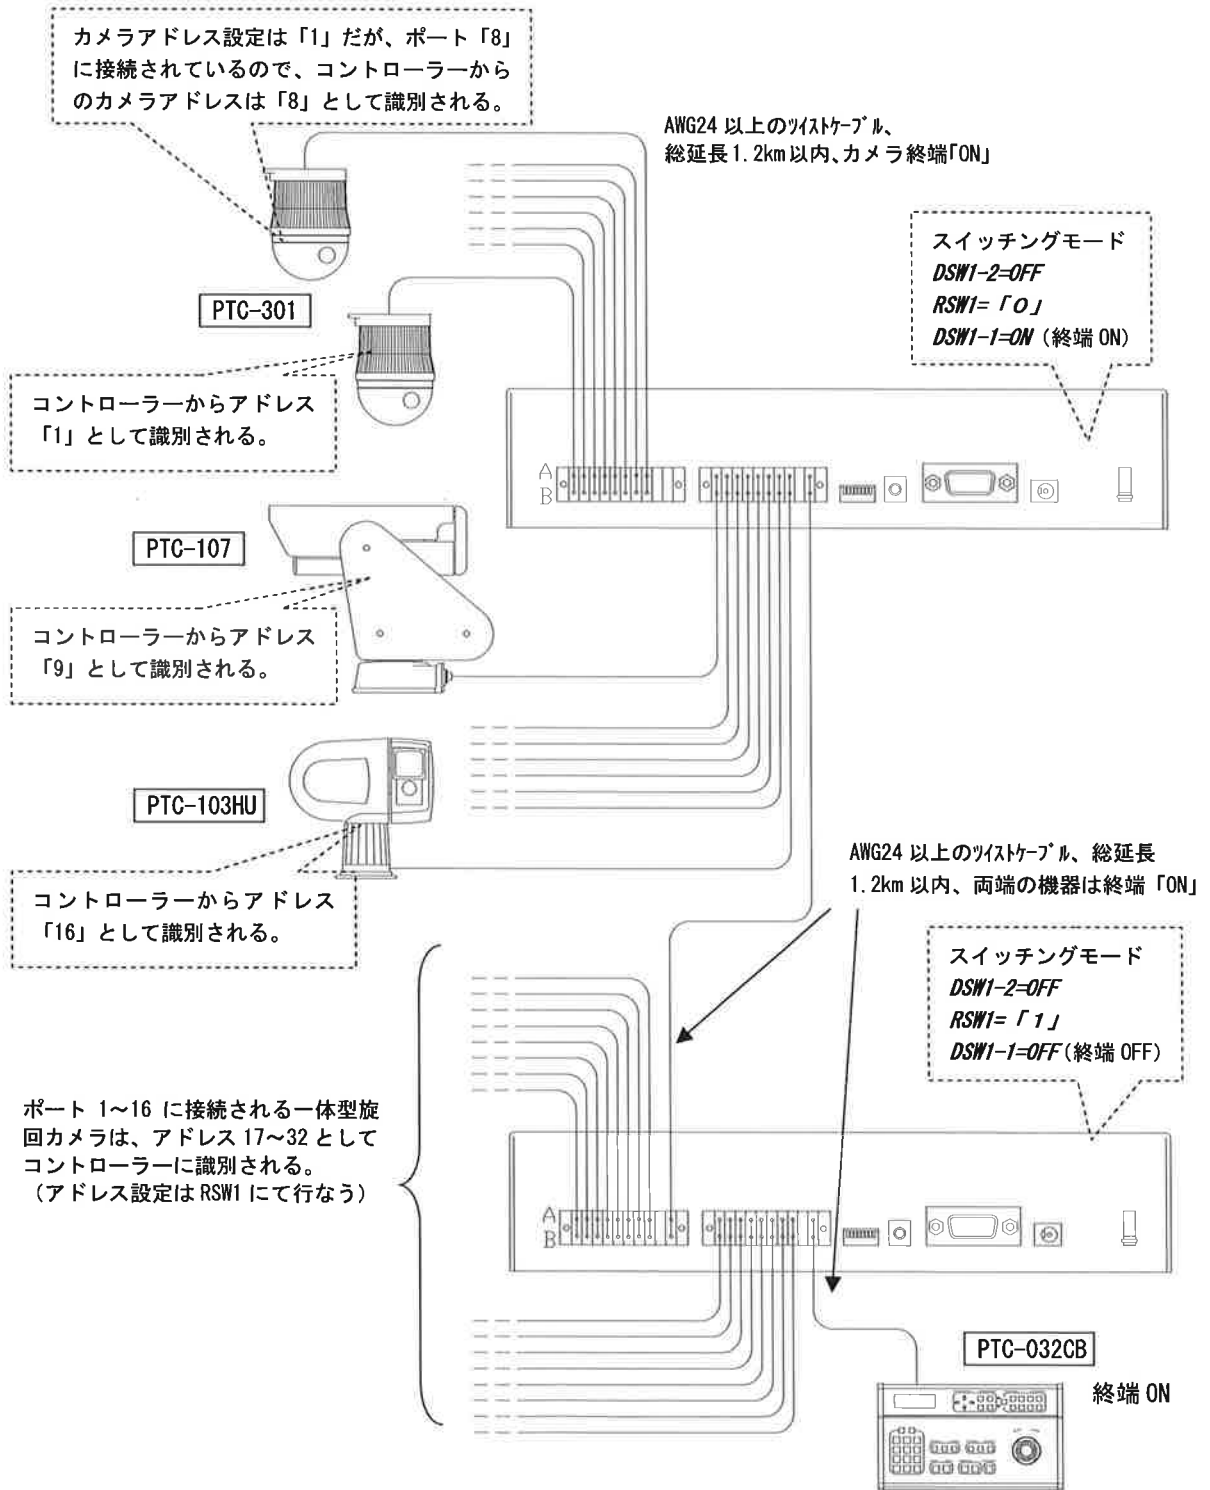 カメラアドレス設定は「1」だが、ポート「8」
に接続されているので、コントローラーから
のカメラアドレスは「8」として識別される。
AWG24 以上のﾂｲｽﾄｹｰﾌﾞﾙ、
総延長1.2km以内、カメラ終端「ON」
スイッチングモード
DSW1-2=OFF
RSW1=「0」
DSW1-1=ON (終端 ON)
PTC-301
コントローラーからアドレス
「1」として識別される。
A
B
PTC-107
コントローラーからアドレス
「9」として識別される。
PTC-103HU
コントローラーからアドレス
「16」として識別される。
AWG24 以上のﾂｲｽﾄｹｰﾌﾞﾙ、総延長
1.2km 以内、両端の機器は終端「ON」
スイッチングモード
DSW1-2=OFF
RSW1=「1」
DSW1-1=OFF(終端 OFF)
ポート 1～16 に接続される一体型旋
回カメラは、アドレス 17～32 として
コントローラーに識別される。
（アドレス設定は RSW1 にて行なう）
A
B
PTC-032CB
終端 ON